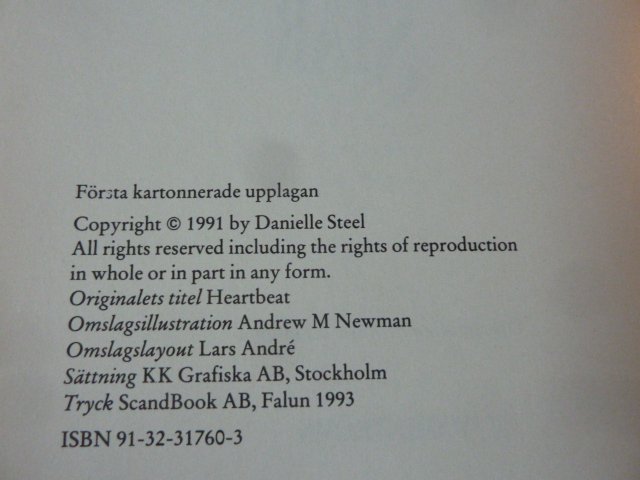 Första kartonnerade upplagan
Copyright © 1991 by Danielle Steel
All rights reserved including the rights of reproduction
in whole or in part in any form.
Originalets titel Heartbeat
Omslagsillustration Andrew M Newman
Omslagslayout Lars André
Sättning KK Grafiska AB, Stockholm
Tryck ScandBook AB, Falun 1993
ISBN 91-32-31760-3